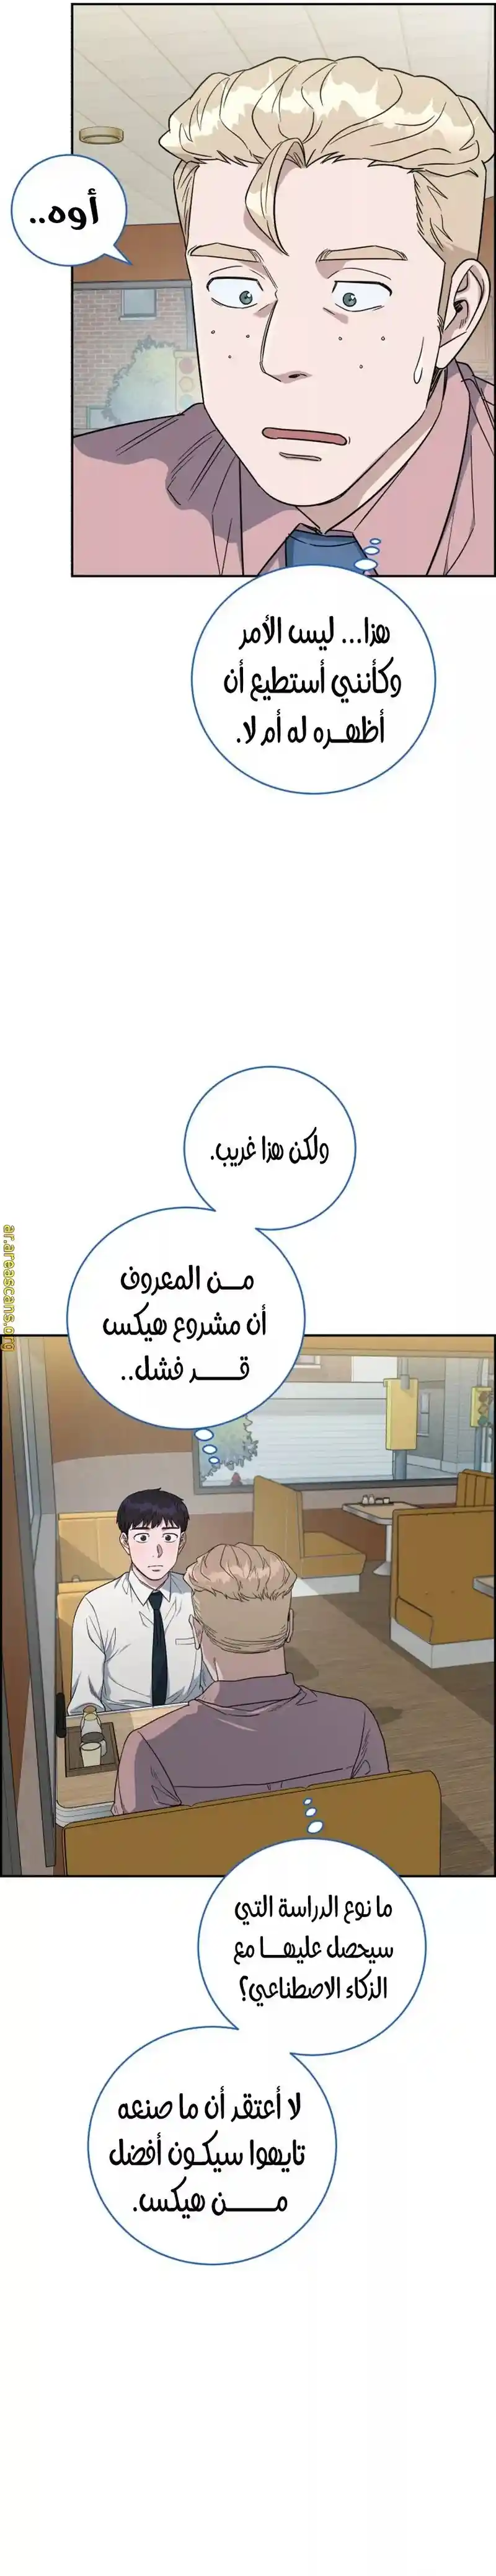 أوه..
هذا... ليس الأمر
وكأنني أستطيع أن
أظهره له أم لا.
ولكن هذا غريب.
من المعروف
أن مشروع هيكس
قد فشل..
ar.areascans.org
ما نوع الدراسة التي
سيحصل عليها مع
الذكاء الاصطناعي؟
لا أعتقد أن ما صنعه
تايهوا سيكون أفضل
من هيكس.